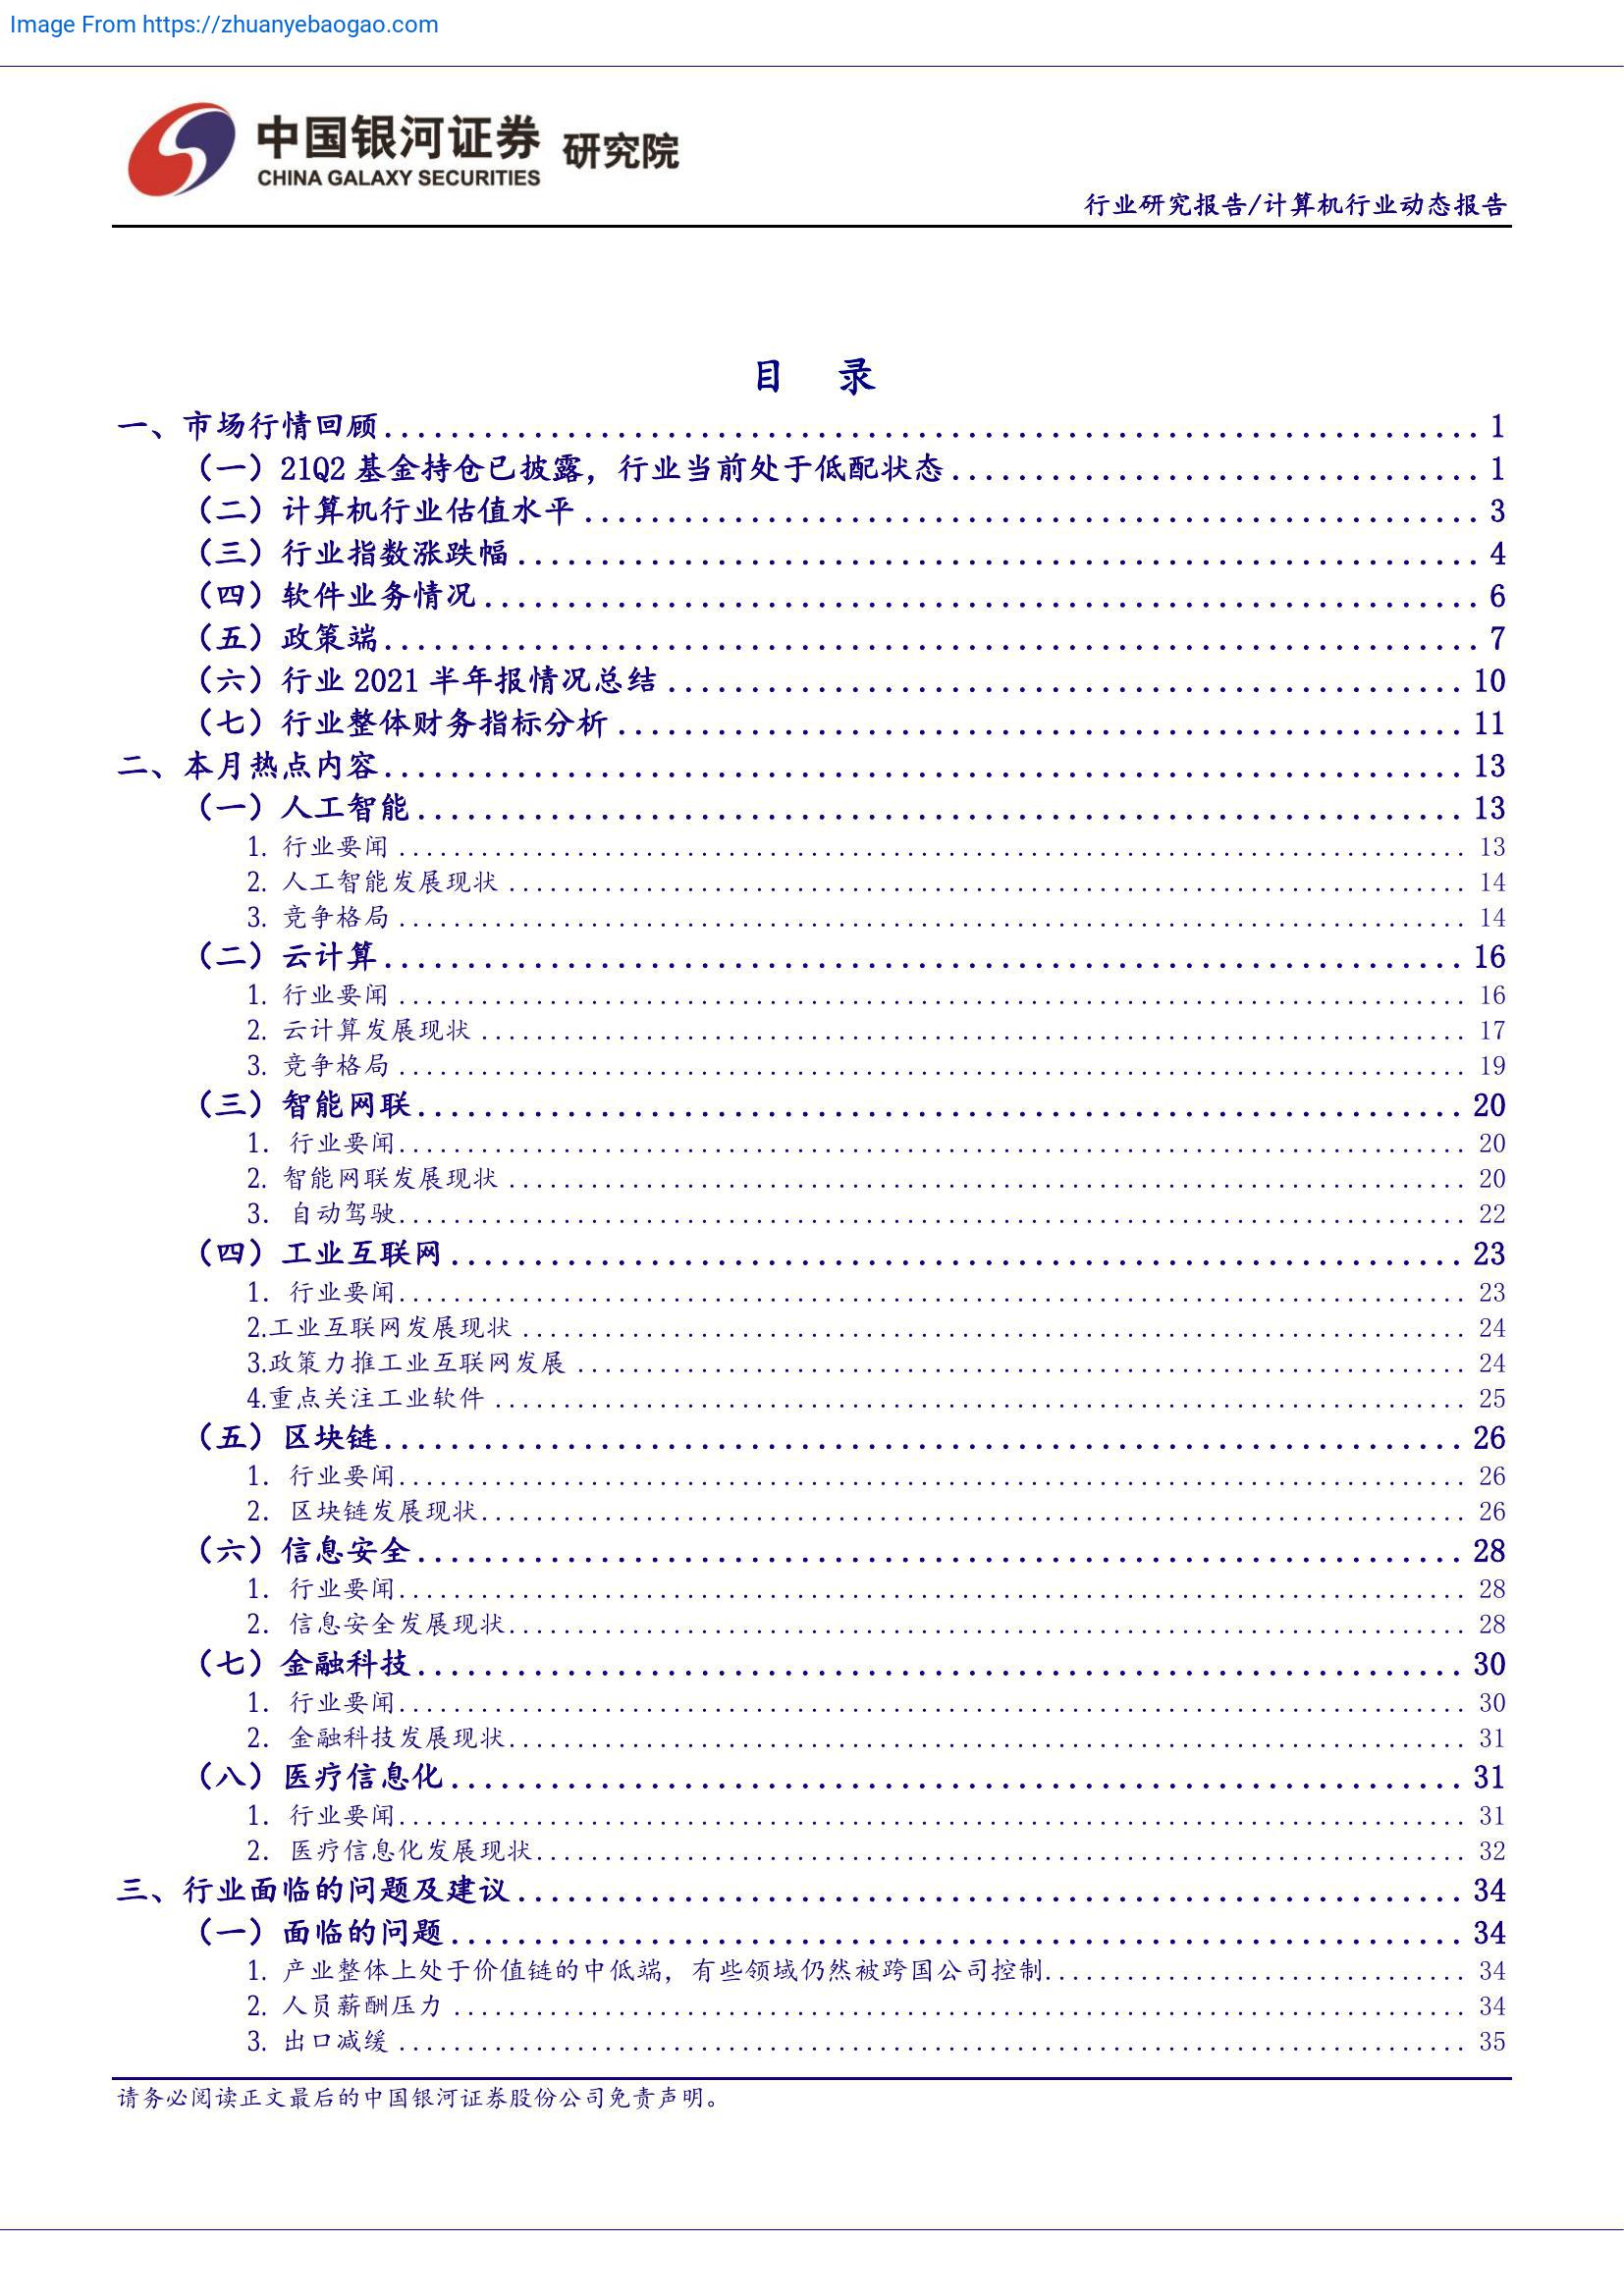 Image From https://zhuanyebaogao.com
中国银河证券 研究院
CHINA GALAXY SECURITIES
行业研究报告/计算机行业动态报告
目 录
一、市场行情回顾 1
（一）21Q2 基金持仓已披露，行业当前处于低配状态 1
（二）计算机行业估值水平 3
（三）行业指数涨跌幅 4
（四）软件业务情况 6
（五）政策端 7
（六）行业 2021 半年报情况总结 10
（七）行业整体财务指标分析 11
二、本月热点内容 13
（一）人工智能 13
1. 行业要闻 13
2. 人工智能发展现状 14
3. 竞争格局 14
（二）云计算 16
1. 行业要闻 16
2. 云计算发展现状 17
3. 竞争格局 19
（三）智能网联 20
1. 行业要闻 20
2. 智能网联发展现状 20
3. 自动驾驶 22
（四）工业互联网 23
1. 行业要闻 23
2.工业互联网发展现状 24
3.政策力推工业互联网发展 24
4.重点关注工业软件 25
（五）区块链 26
1. 行业要闻 26
2. 区块链发展现状 26
（六）信息安全 28
1. 行业要闻 28
2. 信息安全发展现状 28
（七）金融科技 30
1. 行业要闻 30
2. 金融科技发展现状 31
（八）医疗信息化 31
1. 行业要闻 31
2. 医疗信息化发展现状 32
三、行业面临的问题及建议 34
（一）面临的问题 34
1. 产业整体上处于价值链的中低端，有些领域仍然被跨国公司控制 34
2. 人员薪酬压力 34
3. 出口减缓 35
请务必阅读正文最后的中国银河证券股份公司免责声明。